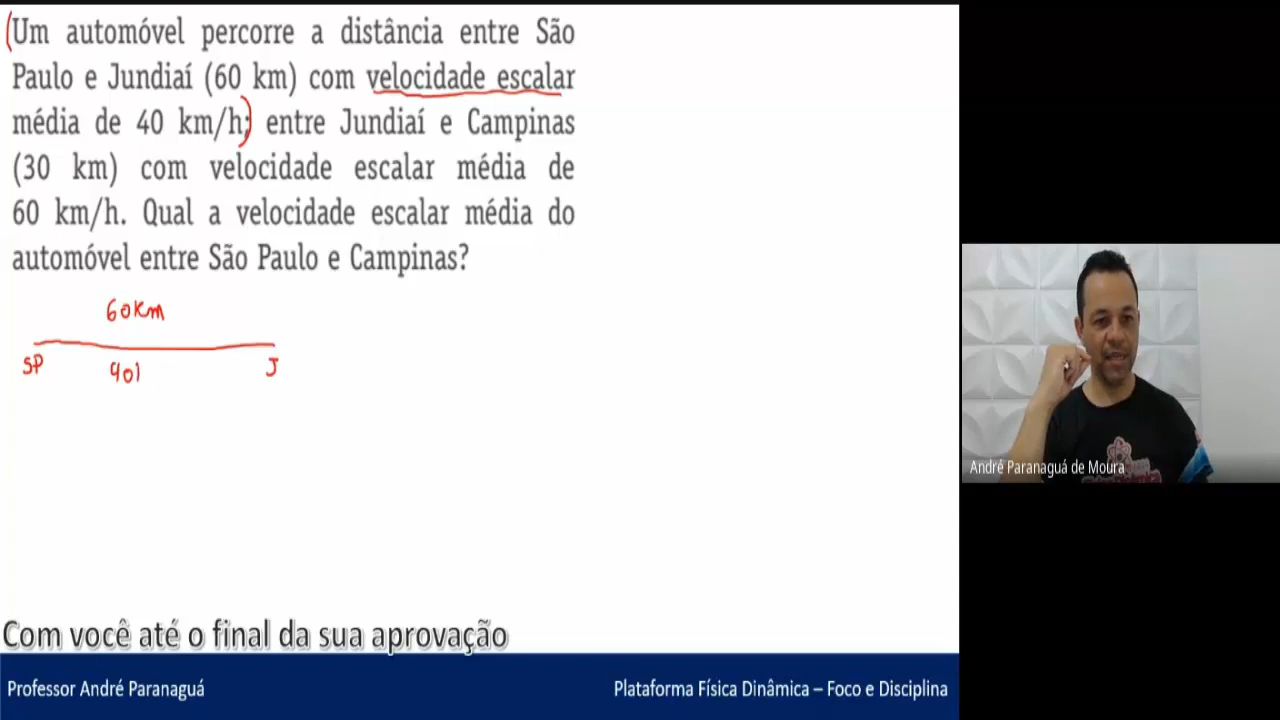 Um automóvel percorre a distância entre São
Paulo e Jundiaí (60 km) com velocidade escalar
média de 40 km/h; entre Jundiaí e Campinas
(30 km) com velocidade escalar média de
60 km/h. Qual a velocidade escalar média do
automóvel entre São Paulo e Campinas?
60km
SP
J
André Paranaguá de Moura
Com você até o final da sua aprovação
Professor André Paranaguá
Plataforma Física Dinâmica – Foco e Disciplina